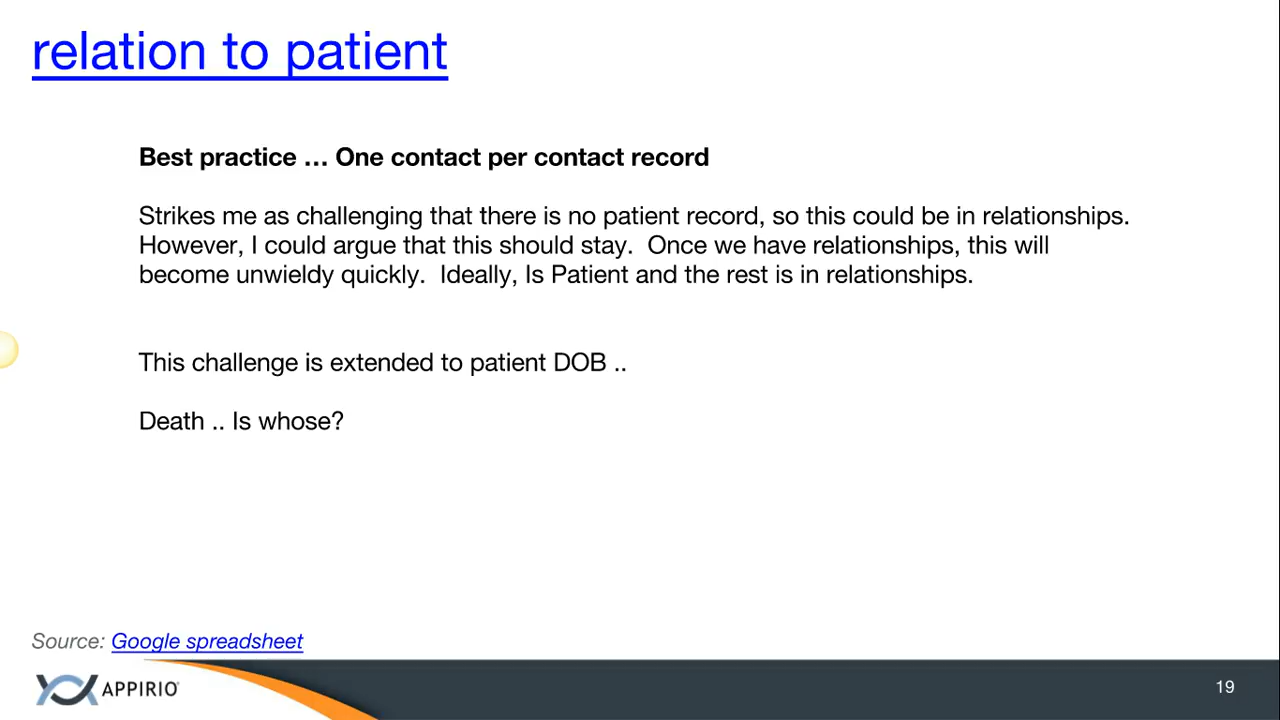 relation to patient
Best practice … One contact per contact record
Strikes me as challenging that there is no patient record, so this could be in relationships.
However, I could argue that this should stay.  Once we have relationships, this will
become unwieldy quickly.  Ideally, Is Patient and the rest is in relationships.
This challenge is extended to patient DOB ..
Death .. Is whose?
Source: Google spreadsheet
APPIRIO
19